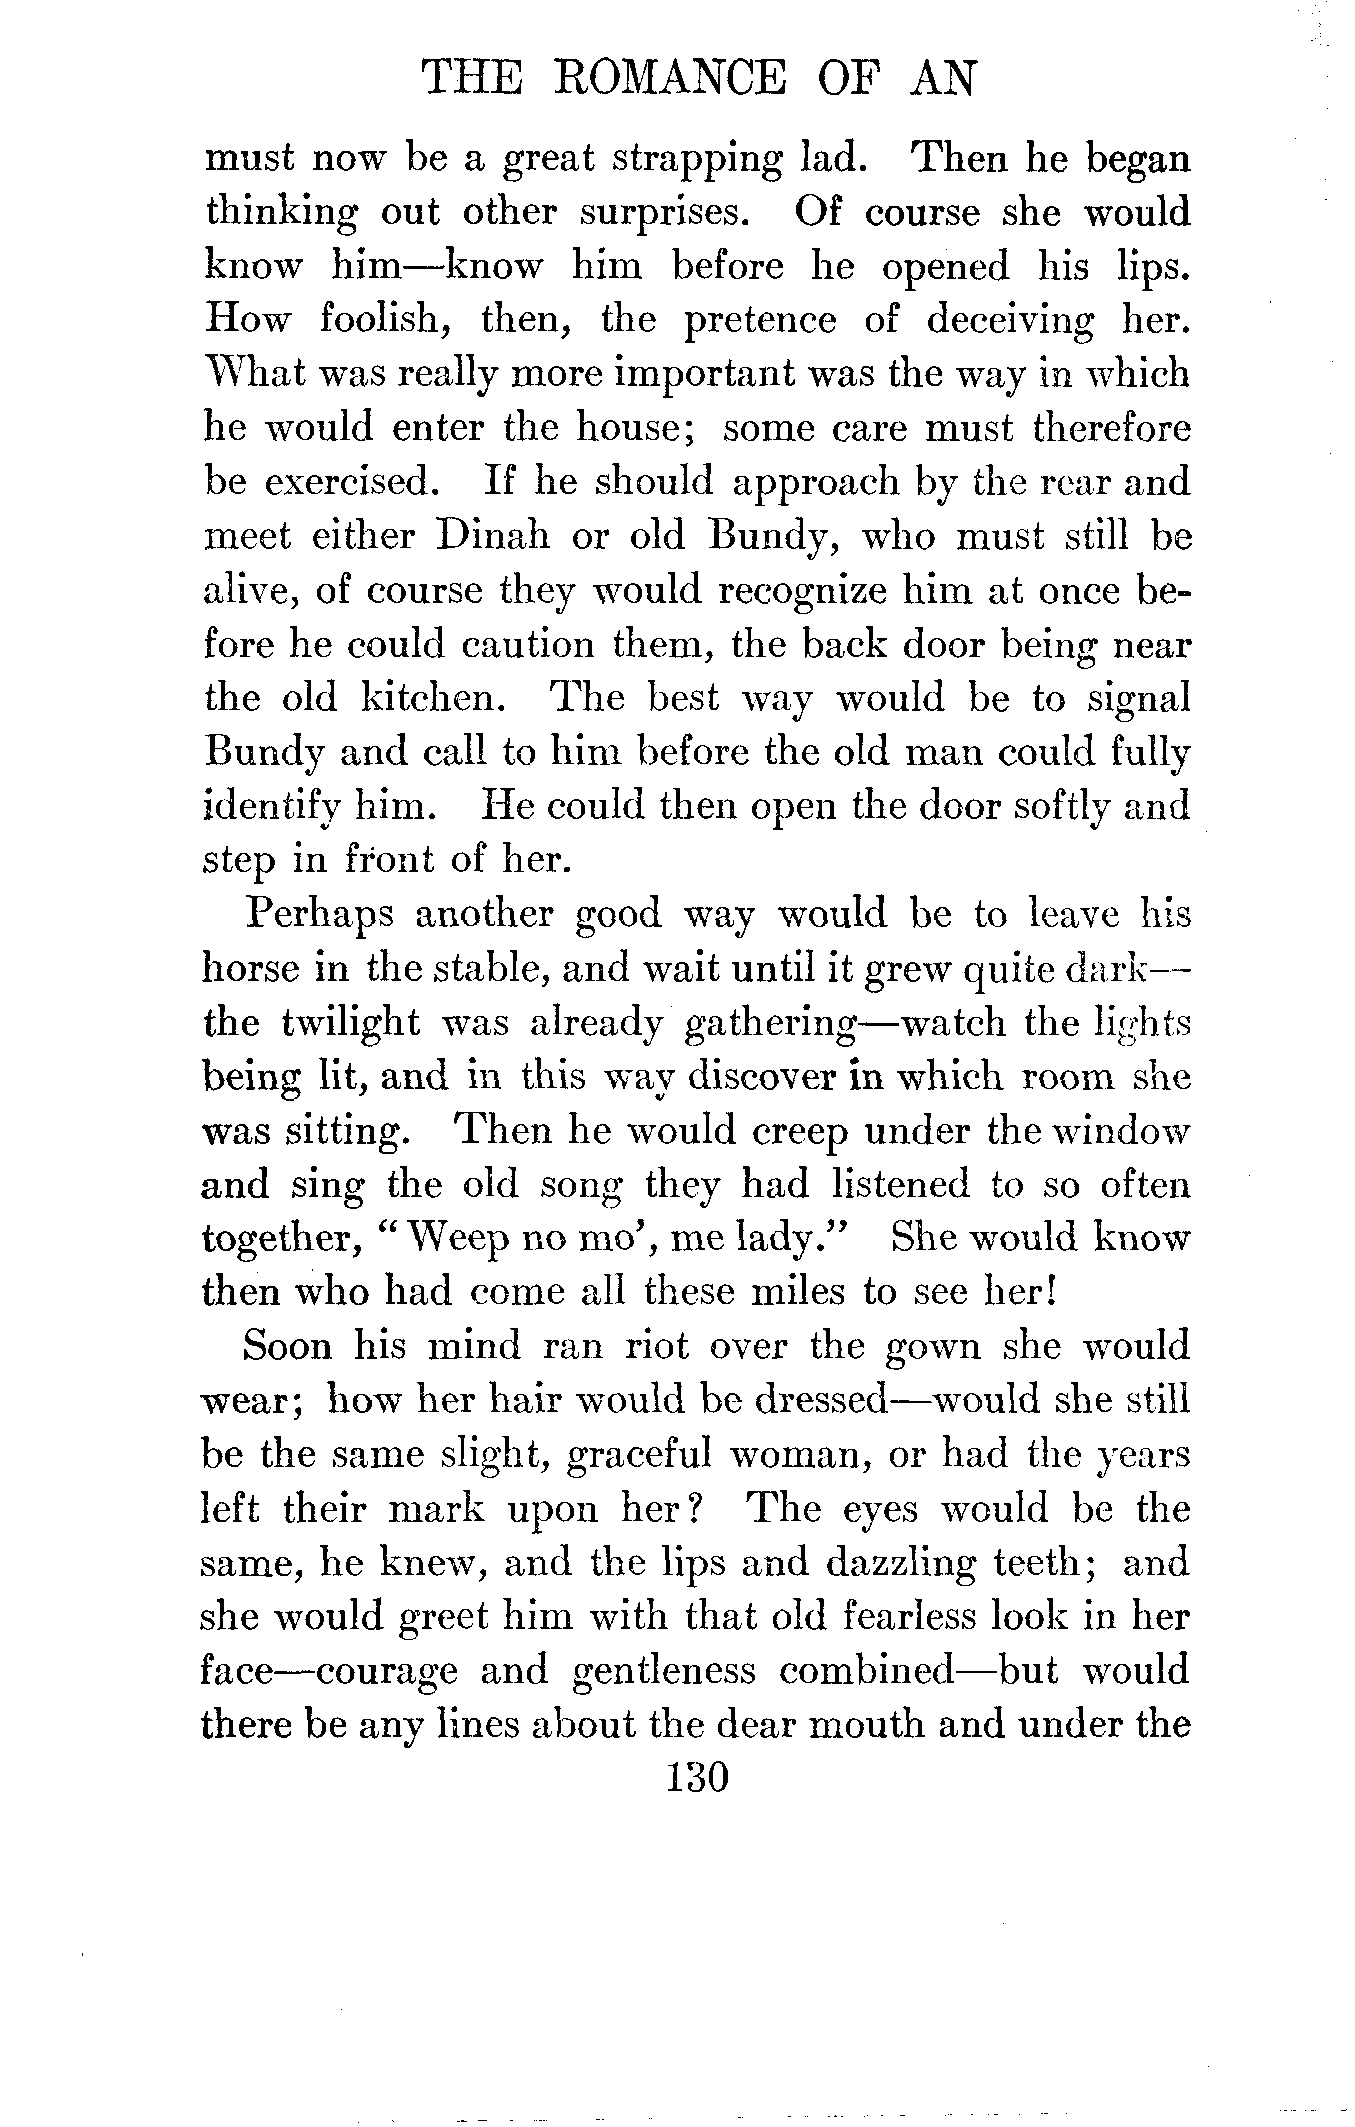 THE ROMANCE OF AN
must now be a great strapping lad. Then he began
thinking out other surprises. Of course she would
know him—know him before he opened his lips.
How foolish, then, the pretence of deceiving her.
What was really more important was the way in which
he would enter the house; some care must therefore
be exercised. If he should approach by the rear and
meet either Dinah or old Bundy, who must still be
alive, of course they would recognize him at once be-
fore he could caution them, the back door being near
the old kitchen. The best way would be to signal
Bundy and call to him before the old man could fully
identify him. He could then open the door softly and
step in front of her.
Perhaps another good way would be to leave his
horse in the stable, and wait until it grew quite dark—
the twilight was already gathering—watch the lights
being lit, and in this way discover in which room she
was sitting. Then he would creep under the window
and sing the old song they had listened to so often
together, “Weep no mo’, me lady.” She would know
then who had come all these miles to see her!
Soon his mind ran riot over the gown she would
wear; how her hair would be dressed—would she still
be the same slight, graceful woman, or had the years
left their mark upon her? The eyes would be the
same, he knew, and the lips and dazzling teeth; and
she would greet him with that old fearless look in her
face—courage and gentleness combined—but would
there be any lines about the dear mouth and under the
130